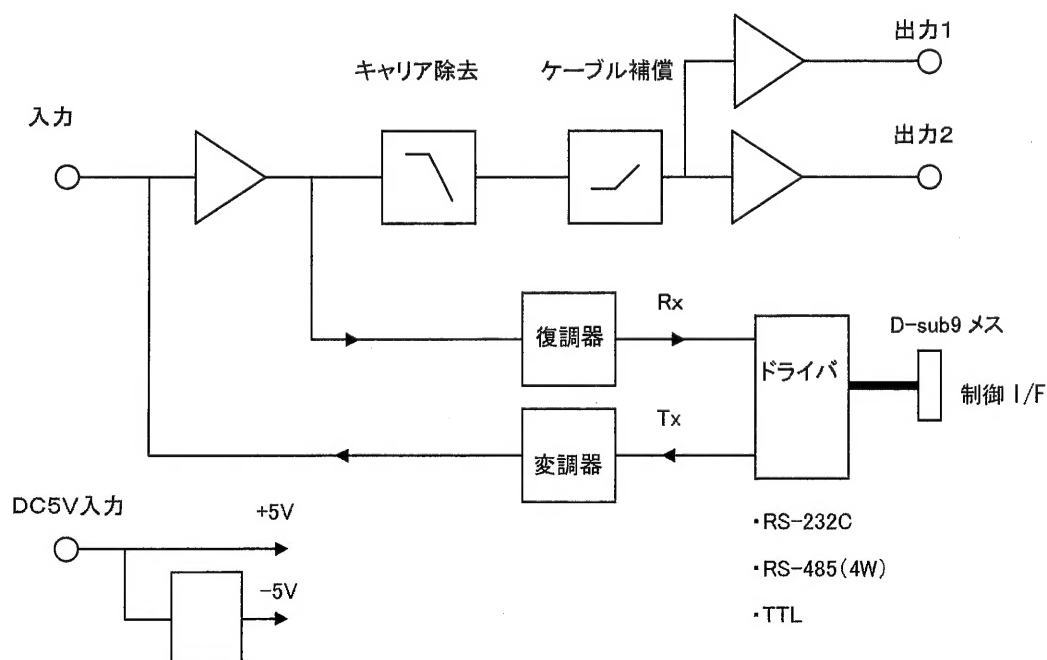 出力1
キャリア除去
ケーブル補償
入力
出力2
Rx
復調器
D-sub9 メス
ドライバ
制御 I/F
Tx
変調器
DC5V入力
+5V
・RS-232C
−5V
・RS-485(4W)
・TTL